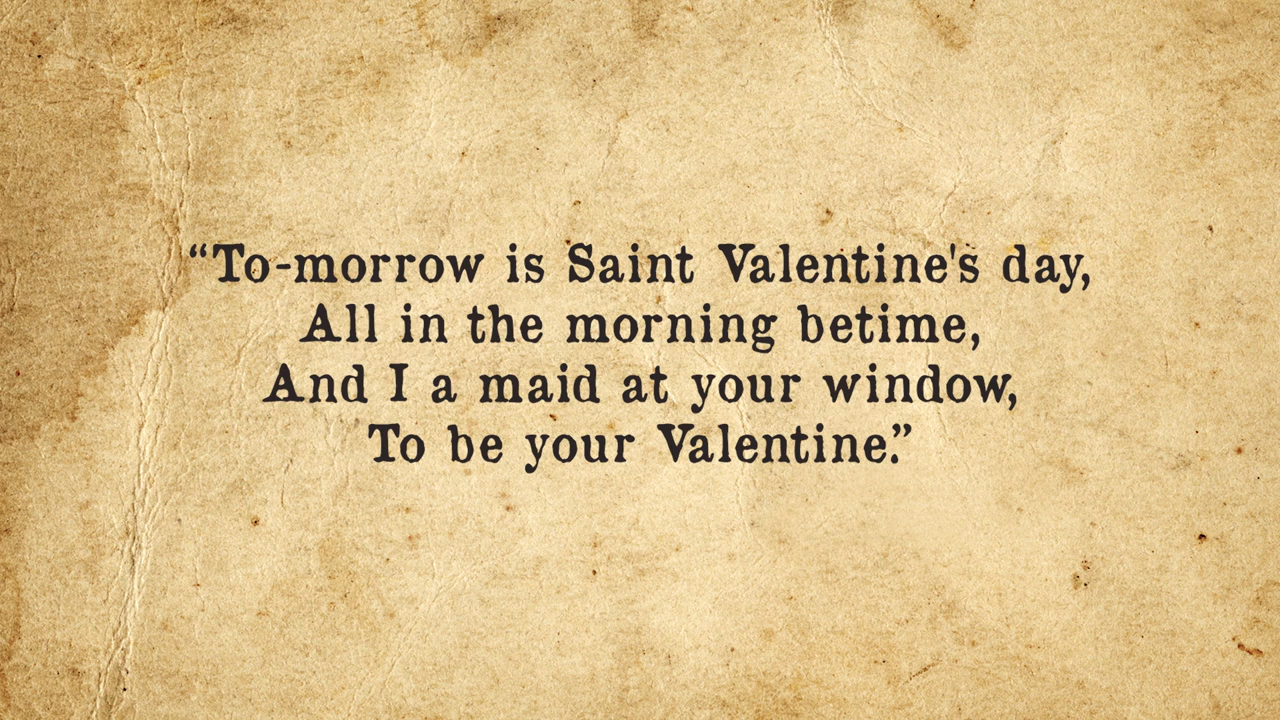 “To-morrow is Saint Valentine's day,
All in the morning betime,
And I a maid at your window,
To be your Valentine.”